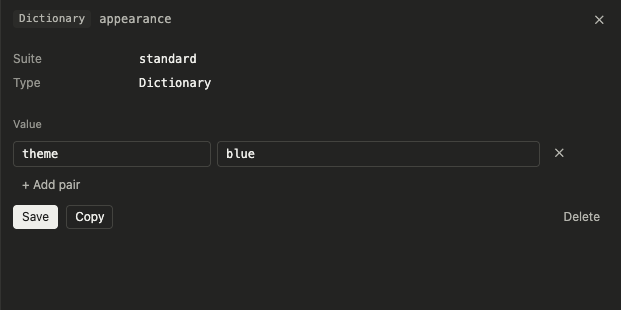 Dictionary appearance
Suite standard
Type Dictionary
Value
theme blue
+ Add pair
Save Copy Delete